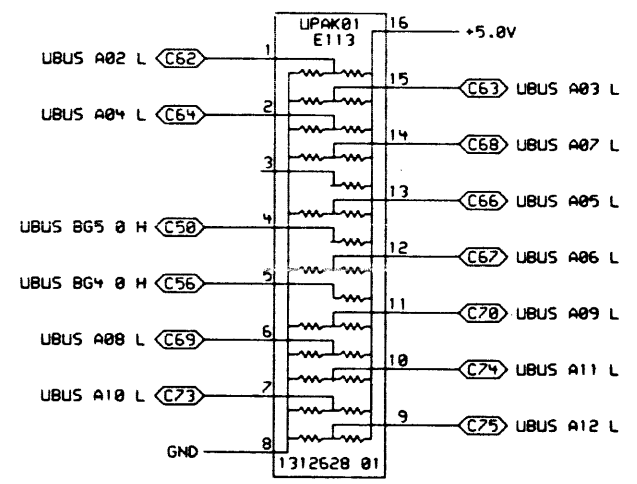 UPAK01 16
E113 +5.0V
UBUS A02 L C62 1
15 C63 UBUS A03 L
UBUS A04 L C64 2
14 C68 UBUS A07 L
3
13 C66 UBUS A05 L
UBUS BG5 0 H C50 4
12 C67 UBUS A06 L
UBUS BG4 0 H C56 5
11 C70 UBUS A09 L
UBUS A08 L C69 6
10 C74 UBUS A11 L
UBUS A10 L C73 7
9 C75 UBUS A12 L
GND 8
1312628 01